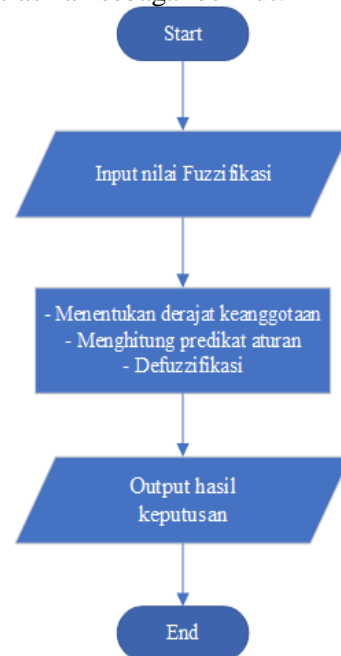 Start
Input nilai Fuzzifikasi
- Menentukan derajat keanggotaan
- Menghitung predikat aturan
- Defuzzifikasi
Output hasil
keputusan
End